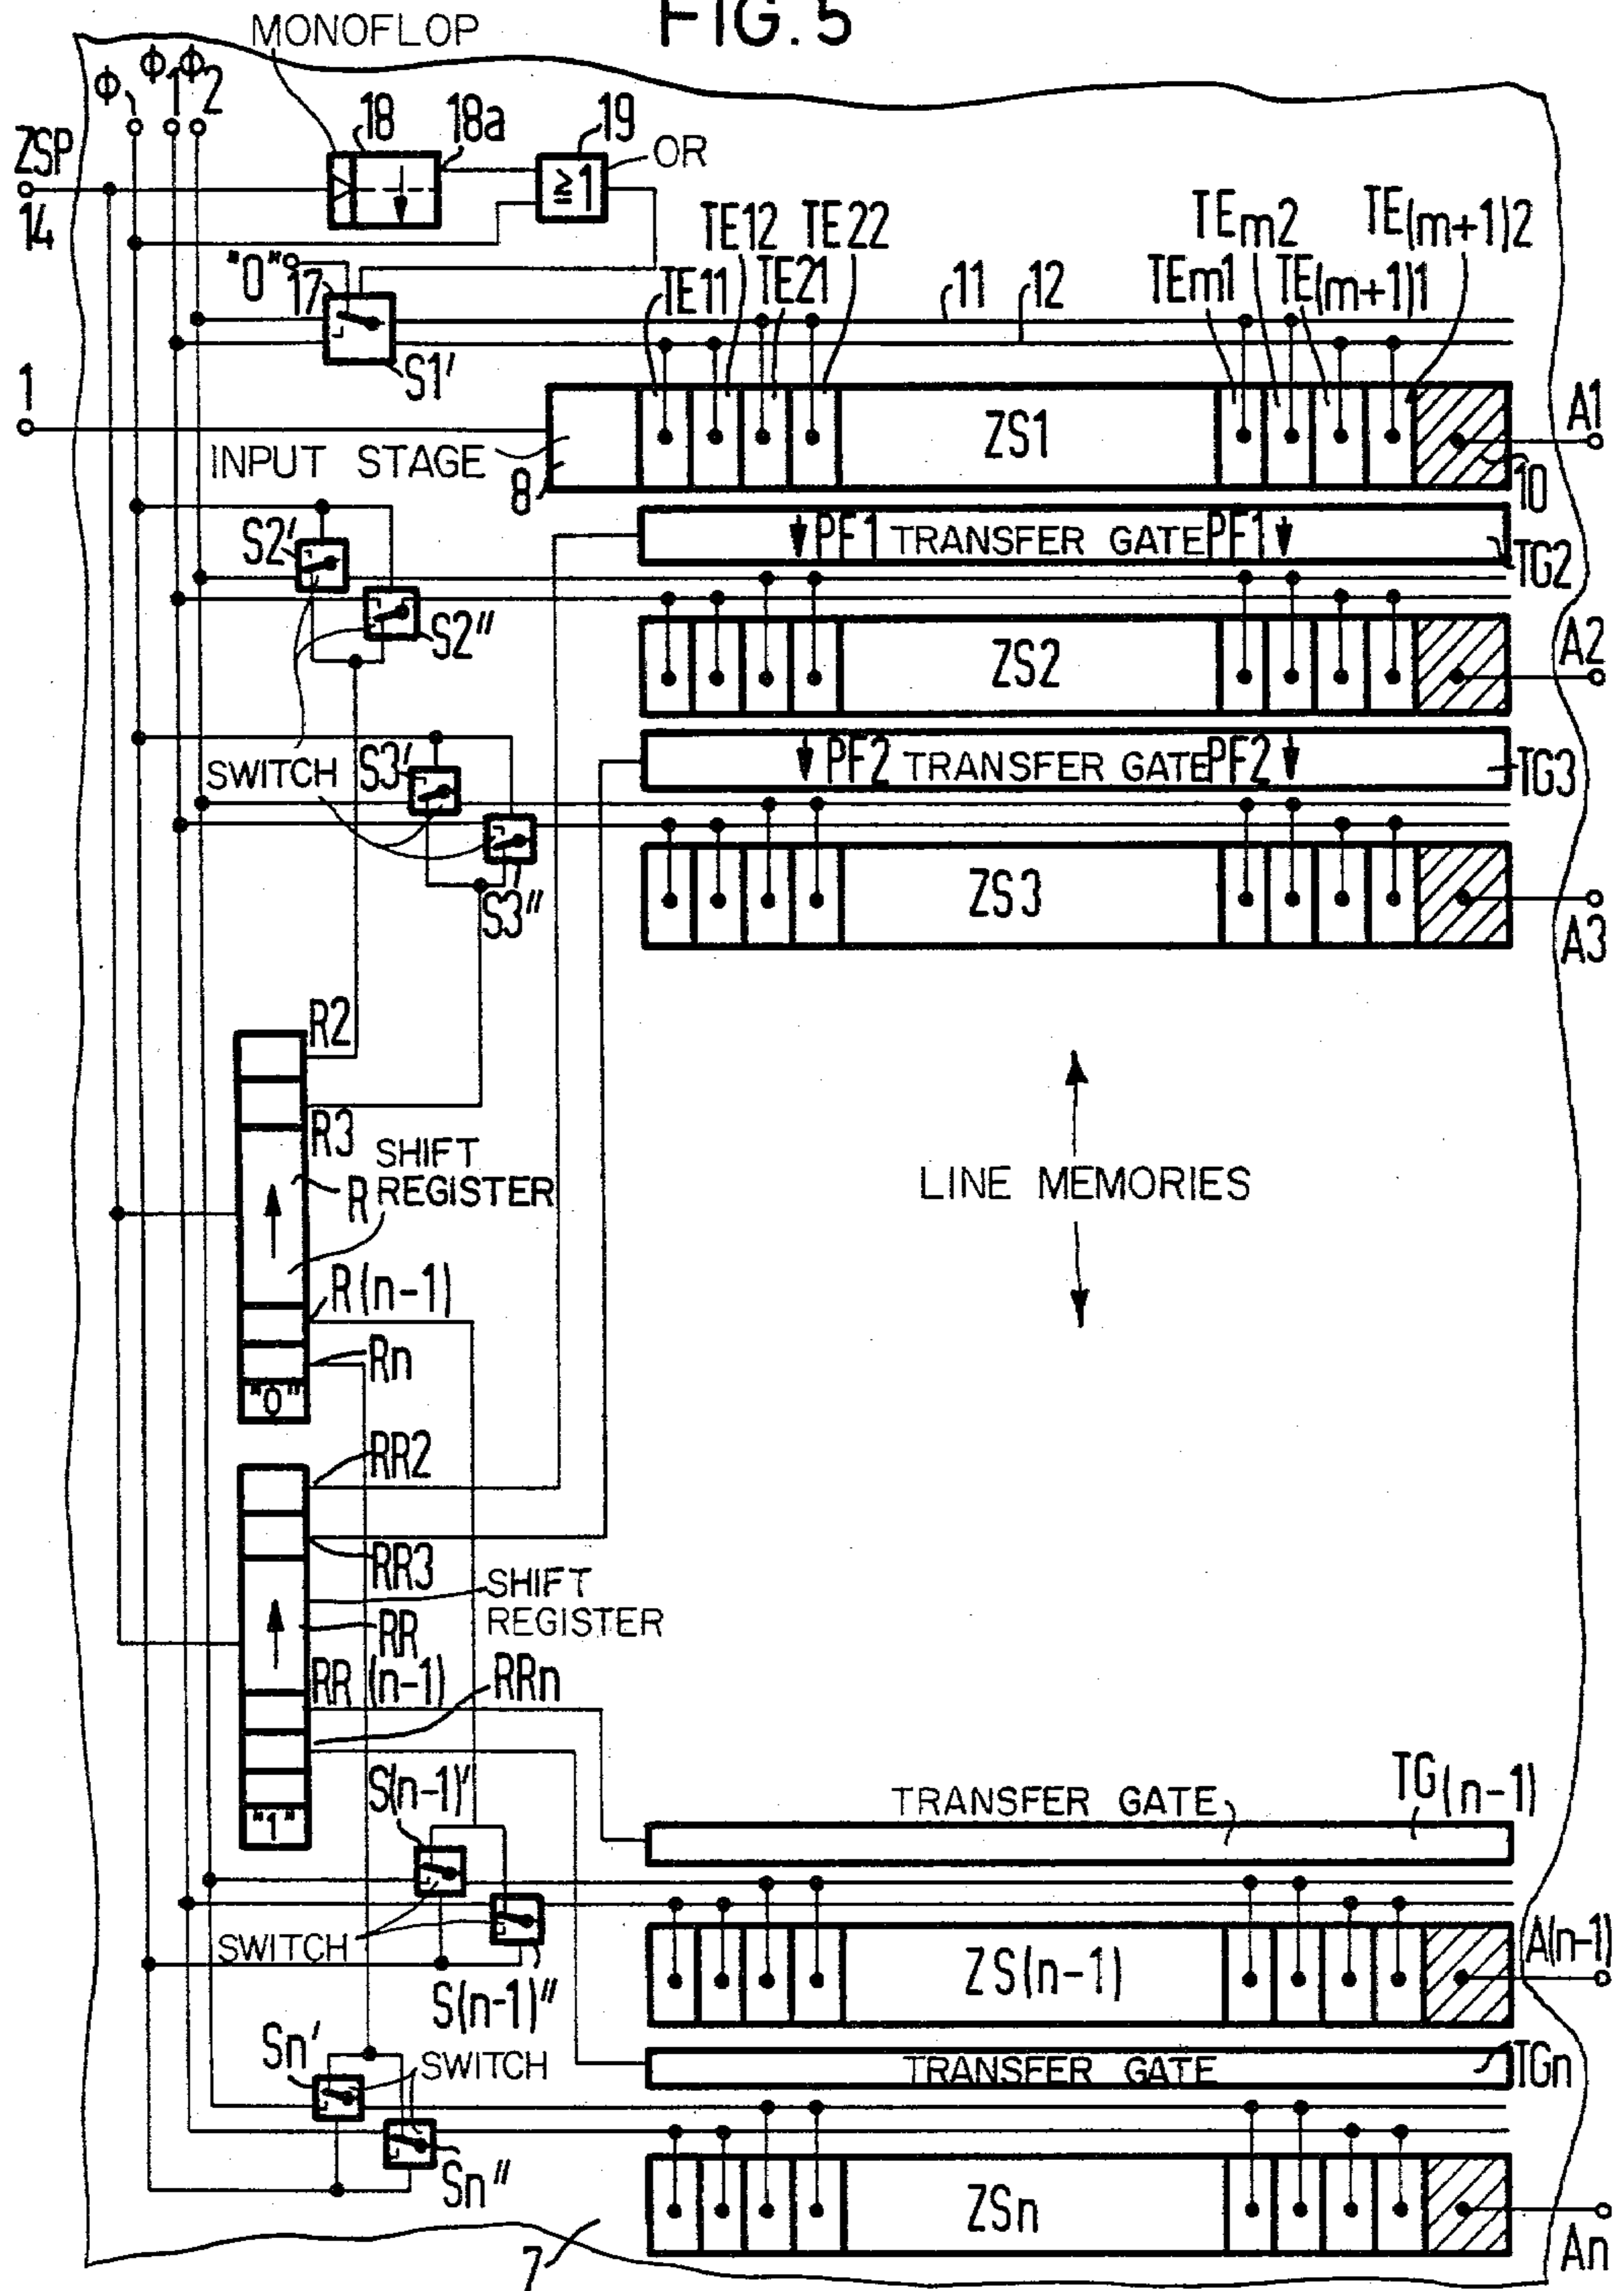 FIG. 5
MONOFLOP
Φ1' Φ1 Φ2
ZSP
14
18
18a
19
OR
≥1
"0"
17
S1'
TE11
TE12
TE21
TE22
11
12
TEm1
TEm2
TE(m+1)1
TE(m+1)2
1
INPUT STAGE
8
ZS1
A1
10
S2'
PF1 TRANSFER GATE PF1
TG2
S2"
ZS2
A2
SWITCH
S3'
PF2 TRANSFER GATE PF2
TG3
S3"
ZS3
A3
R2
R3
SHIFT
R REGISTER
LINE MEMORIES
R(n-1)
Rn
"0"
RR2
RR3
SHIFT
REGISTER
RR
RR(n-1)
RRn
"1"
S(n-1)'
TRANSFER GATE
TG(n-1)
SWITCH
S(n-1)"
ZS(n-1)
A(n-1)
Sn'
SWITCH
TRANSFER GATE
TGn
Sn"
ZSn
An
7